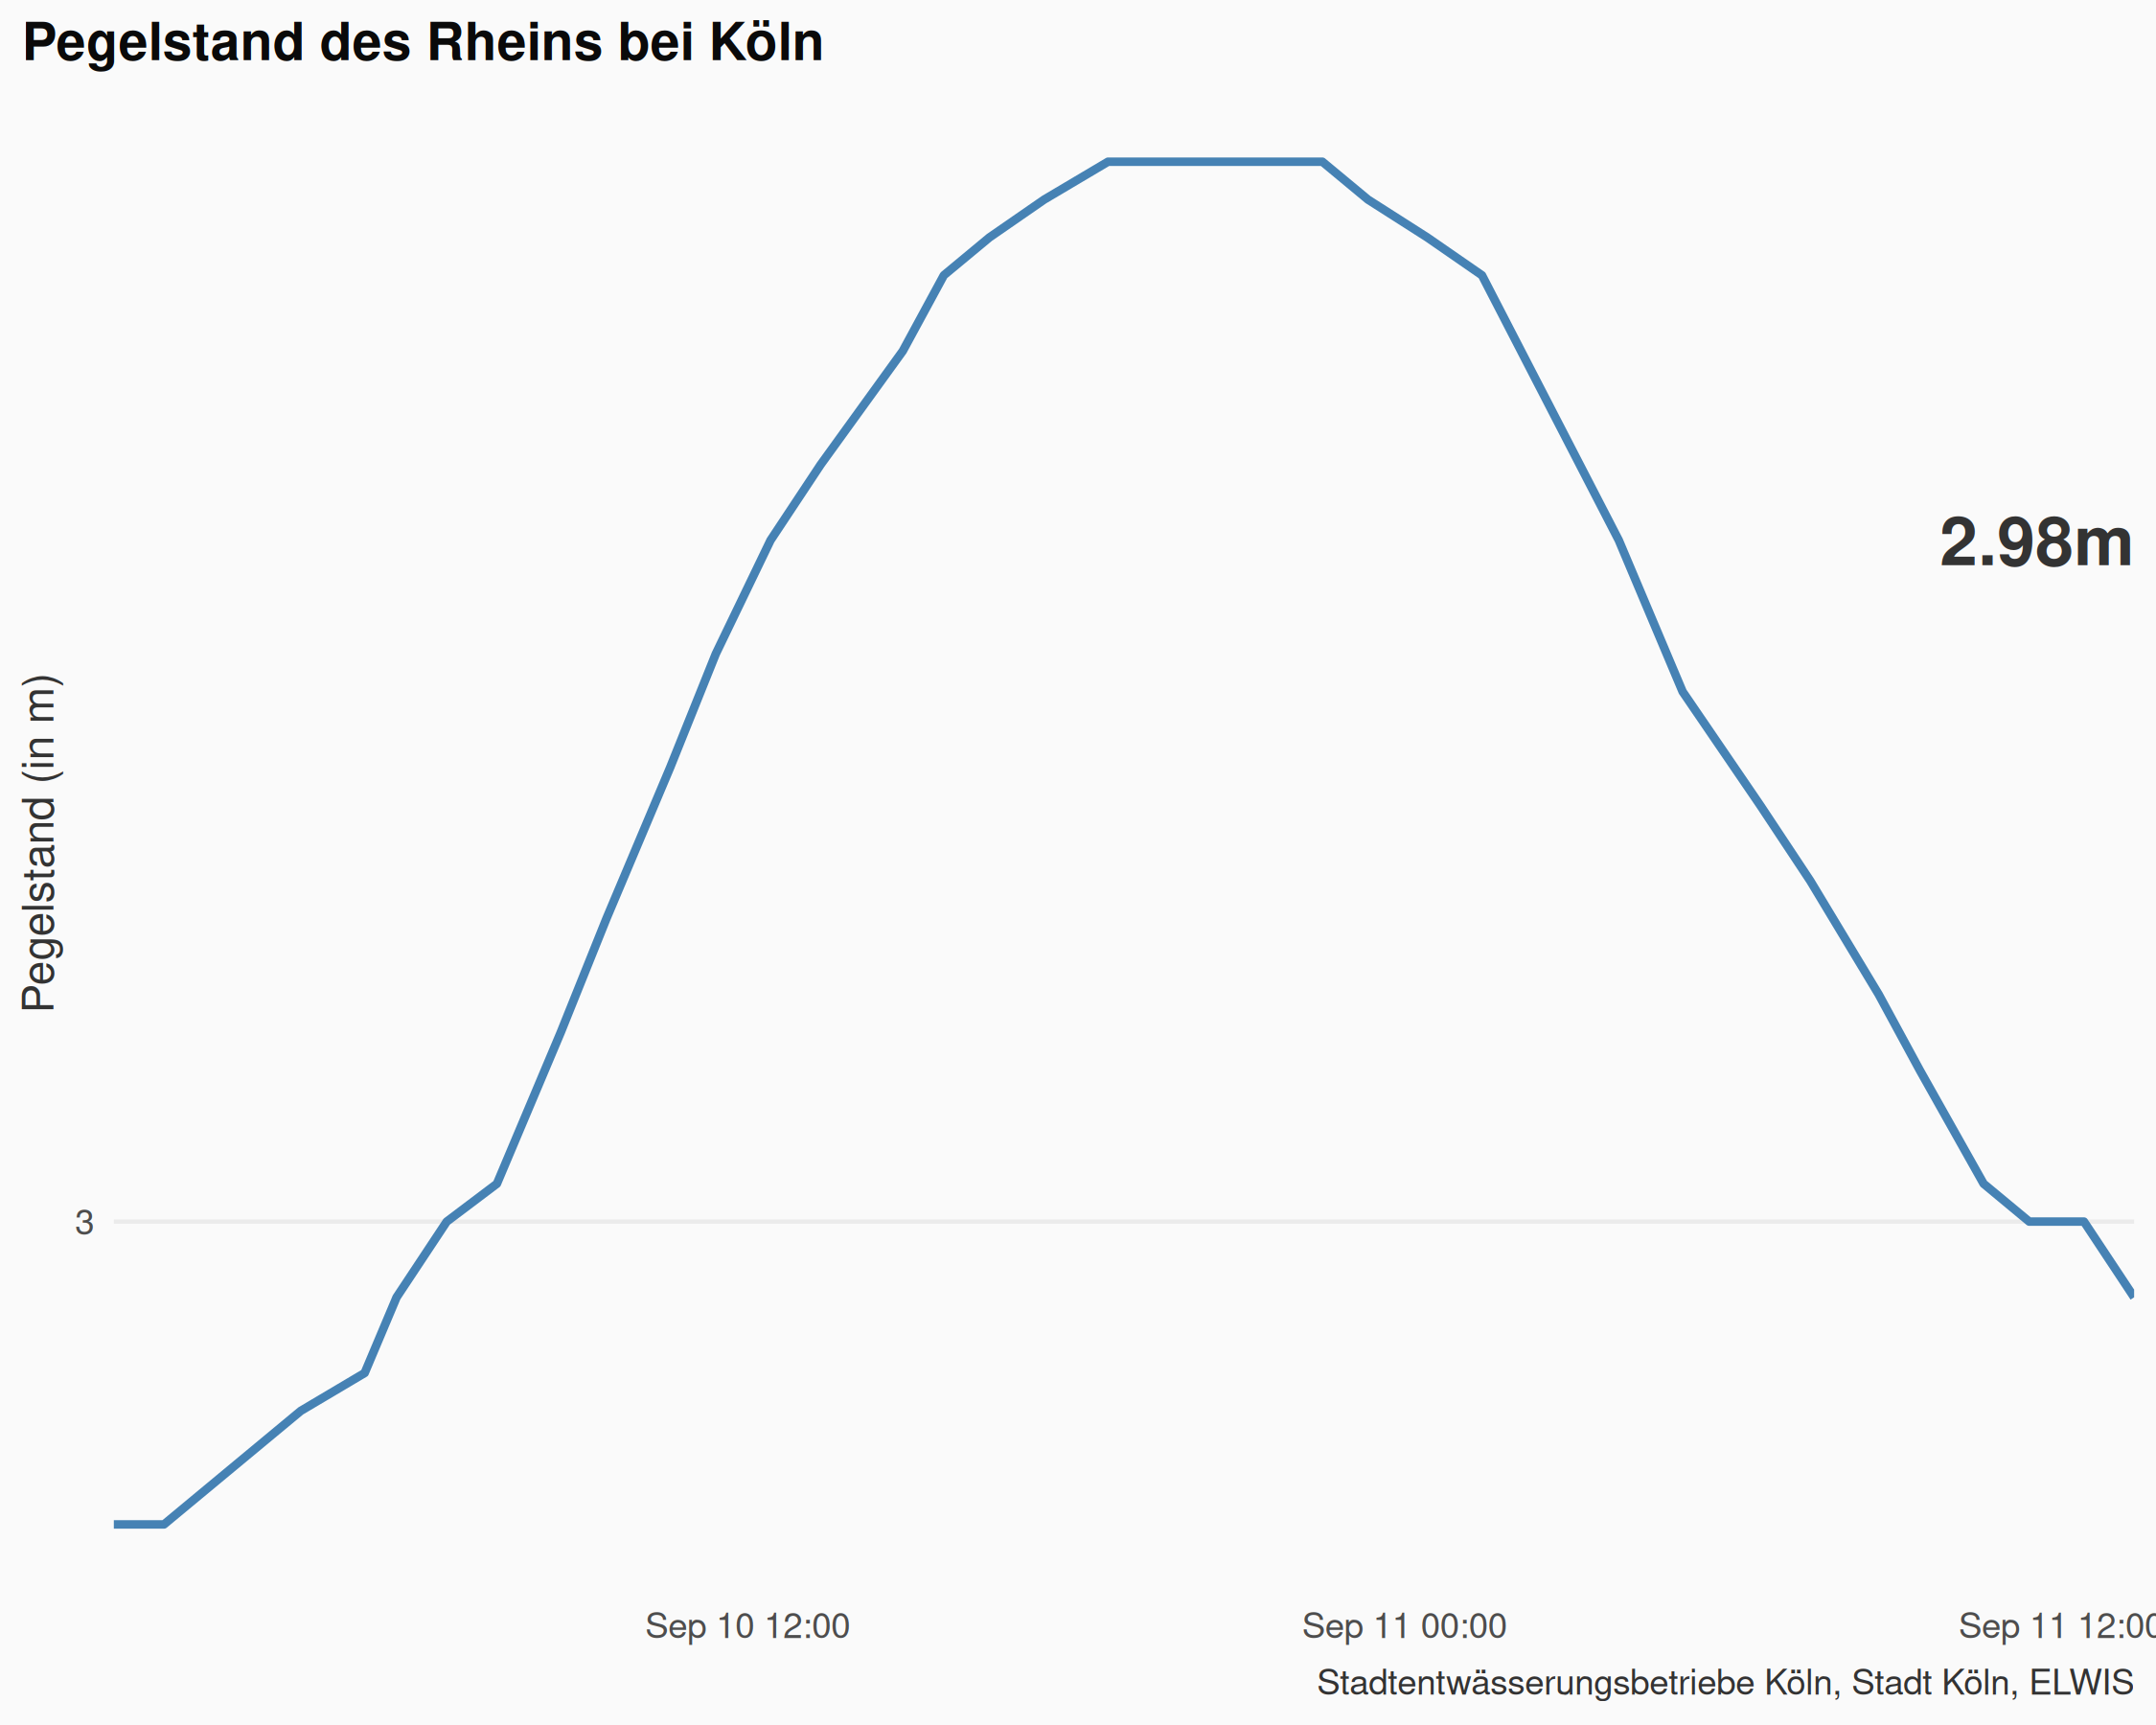 Pegelstand des Rheins bei Köln
2.98m
Pegelstand (in m)
3
Sep 10 12:00
Sep 11 00:00
Sep 11 12:00
Stadtentwässerungsbetriebe Köln, Stadt Köln, ELWIS